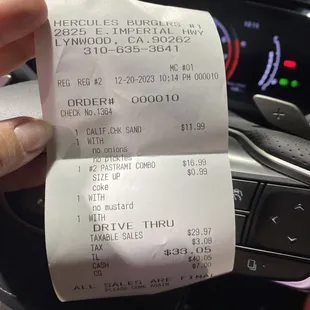 HERCULES BURGERS #1
2825 E.IMPERIAL HWY
LYNWOOD, CA.90262
310-635-3641
MC #01
REG REG #2 12-20-2023 10:14 PM 000010
ORDER# 000010
CHECK No.1364
1 CALIF.CHK SAND $11.99
1 WITH
no onions
no pickles
1 #2 PASTRAMI COMBO $16.99
SIZE UP $0.99
coke
1 WITH
no mustard
1 WITH
DRIVE THRU
TAXABLE SALES $29.97
TAX $3.08
TL $33.05
CASH $40.05
CG $7.00
ALL SALES ARE FINAL